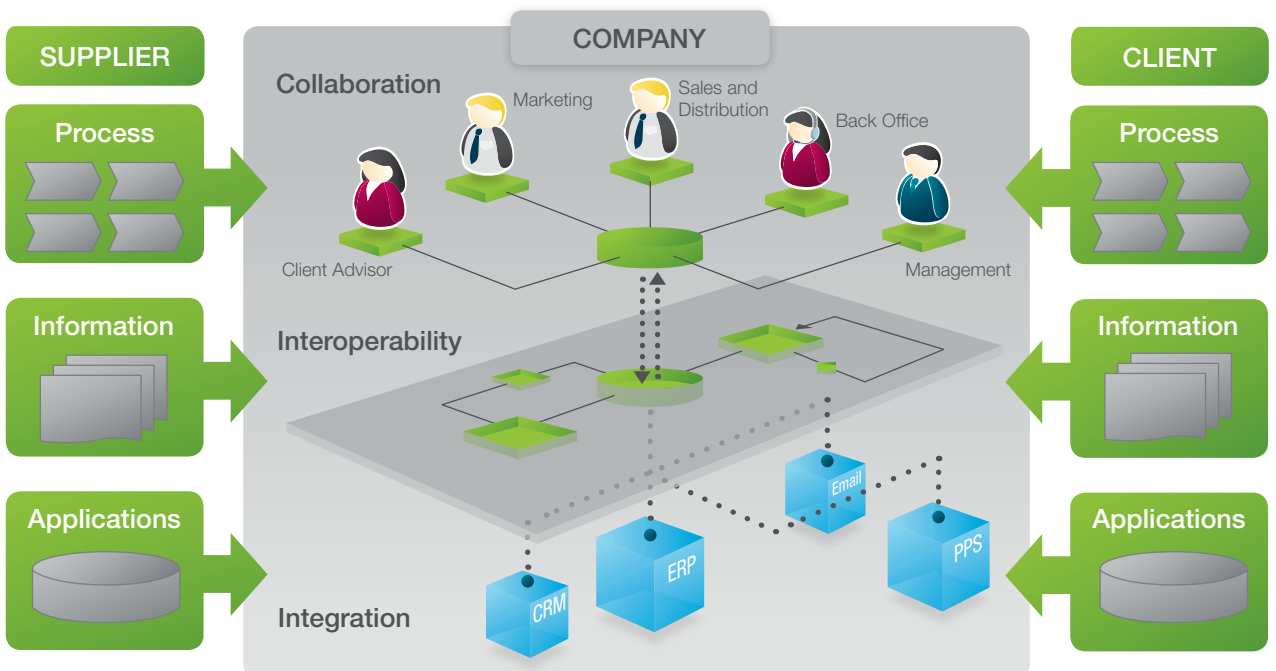 SUPPLIER
Process
Information
Applications
COMPANY
Collaboration
Marketing
Sales and
Distribution
Back Office
Client Advisor
Management
Interoperability
Email
PPS
ERP
CRM
Integration
CLIENT
Process
Information
Applications